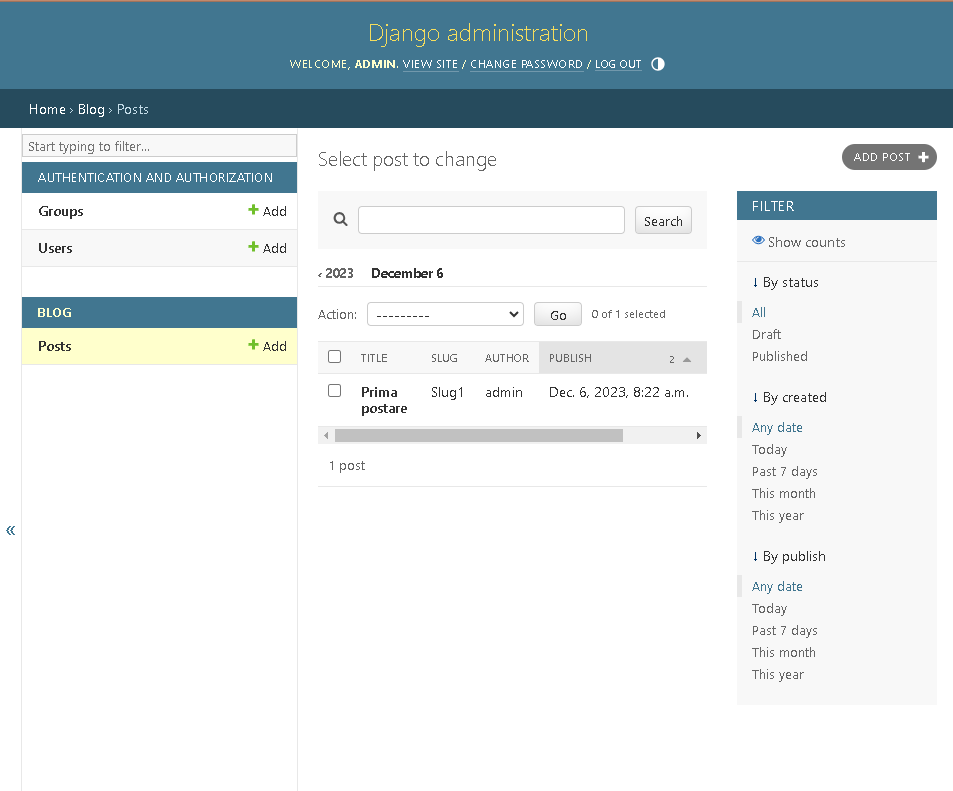 Django administration
WELCOME, ADMIN. VIEW SITE / CHANGE PASSWORD / LOG OUT
Home › Blog › Posts
Start typing to filter...
AUTHENTICATION AND AUTHORIZATION
Groups Add
Users Add
BLOG
Posts Add
«
Select post to change
ADD POST
Search
‹ 2023 December 6
Action: --------- Go 0 of 1 selected
TITLE SLUG AUTHOR PUBLISH 2
Prima postare Slug1 admin Dec. 6, 2023, 8:22 a.m.
1 post
FILTER
Show counts
↓ By status
All
Draft
Published
↓ By created
Any date
Today
Past 7 days
This month
This year
↓ By publish
Any date
Today
Past 7 days
This month
This year